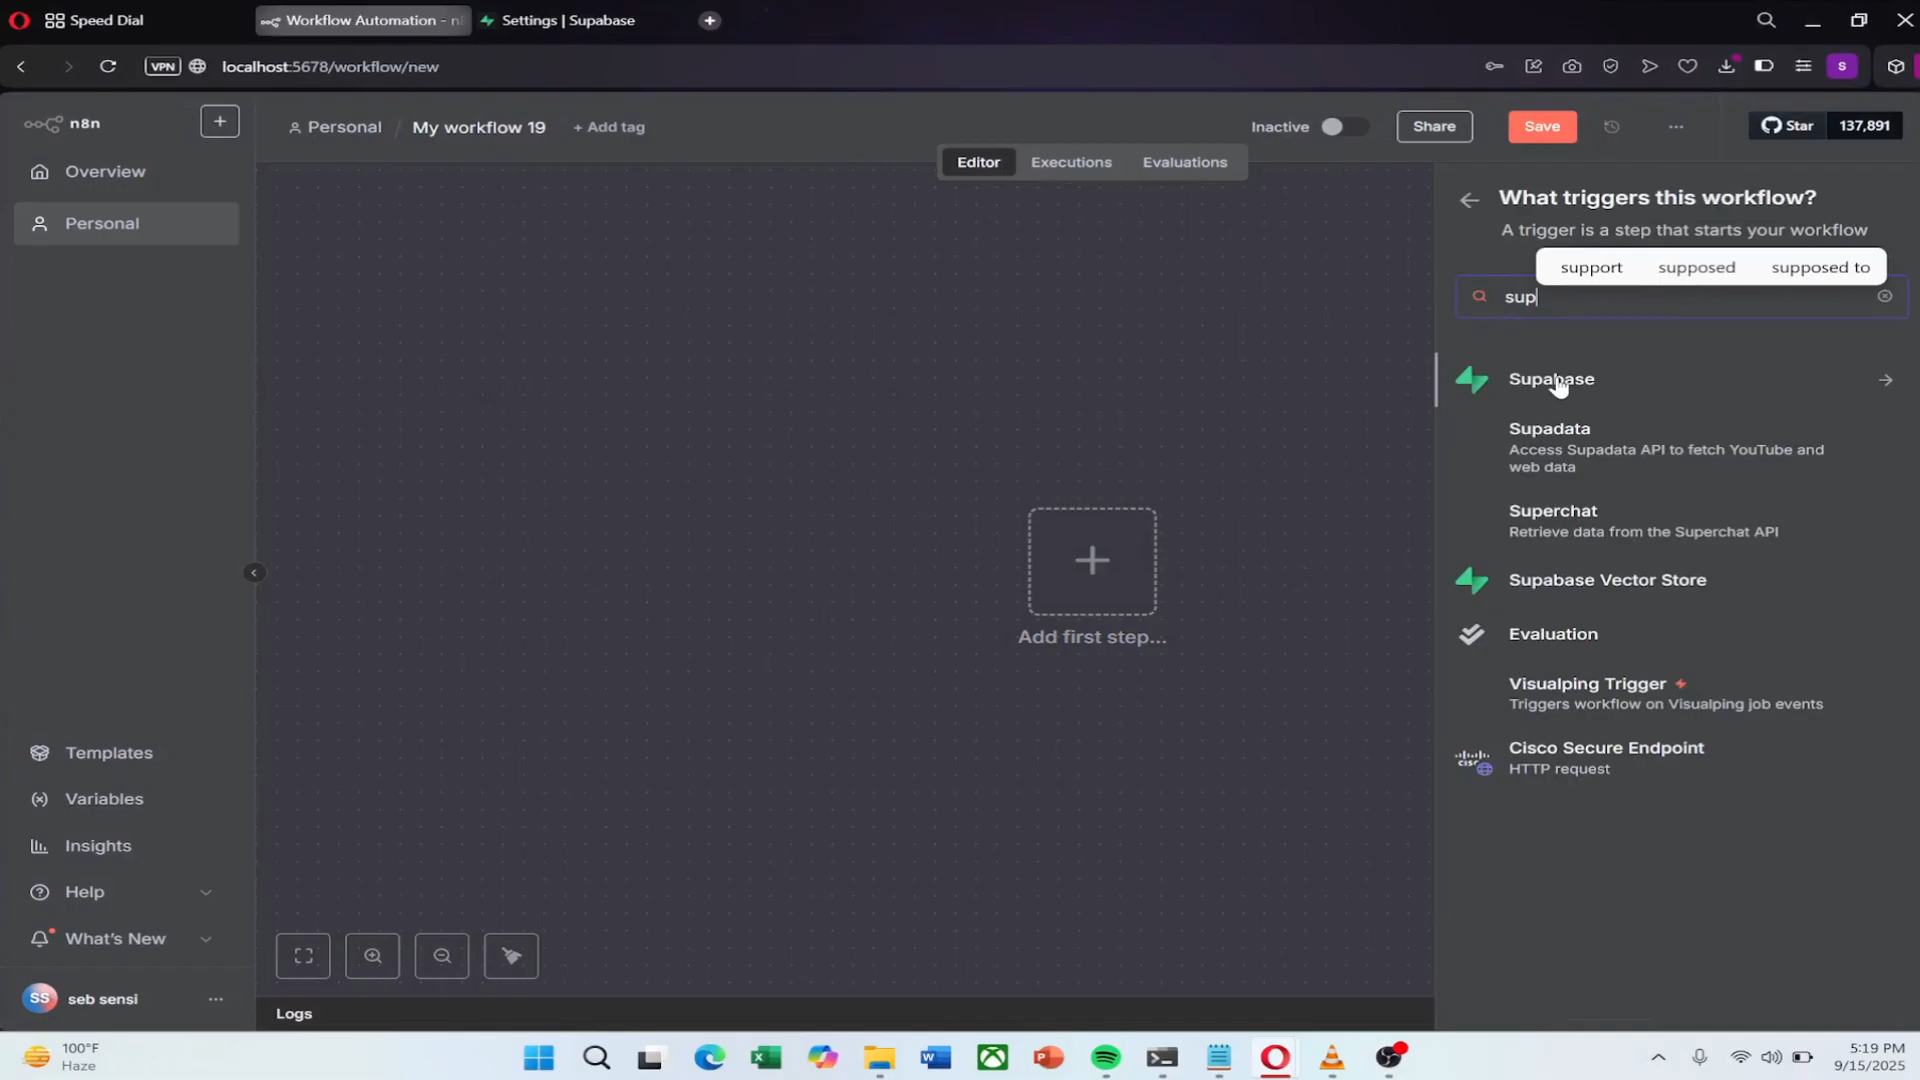 Speed Dial
Workflow Automation - n8
Settings | Supabase
VPN
localhost:5678/workflow/new
S
n8n
Personal
My workflow 19
+ Add tag
Inactive
Share
Save
Star
137,891
Overview
Personal
Editor
Executions
Evaluations
What triggers this workflow?
A trigger is a step that starts your workflow
support
supposed
supposed to
sup
Supabase
Supadata
Access Supadata API to fetch YouTube and
web data
Superchat
Retrieve data from the Superchat API
Supabase Vector Store
Evaluation
Visualping Trigger
Triggers workflow on Visualping job events
Cisco Secure Endpoint
HTTP request
Add first step...
Templates
Variables
Insights
Help
What's New
SS
seb sensi
Logs
100°F
Haze
5:19 PM
9/15/2025